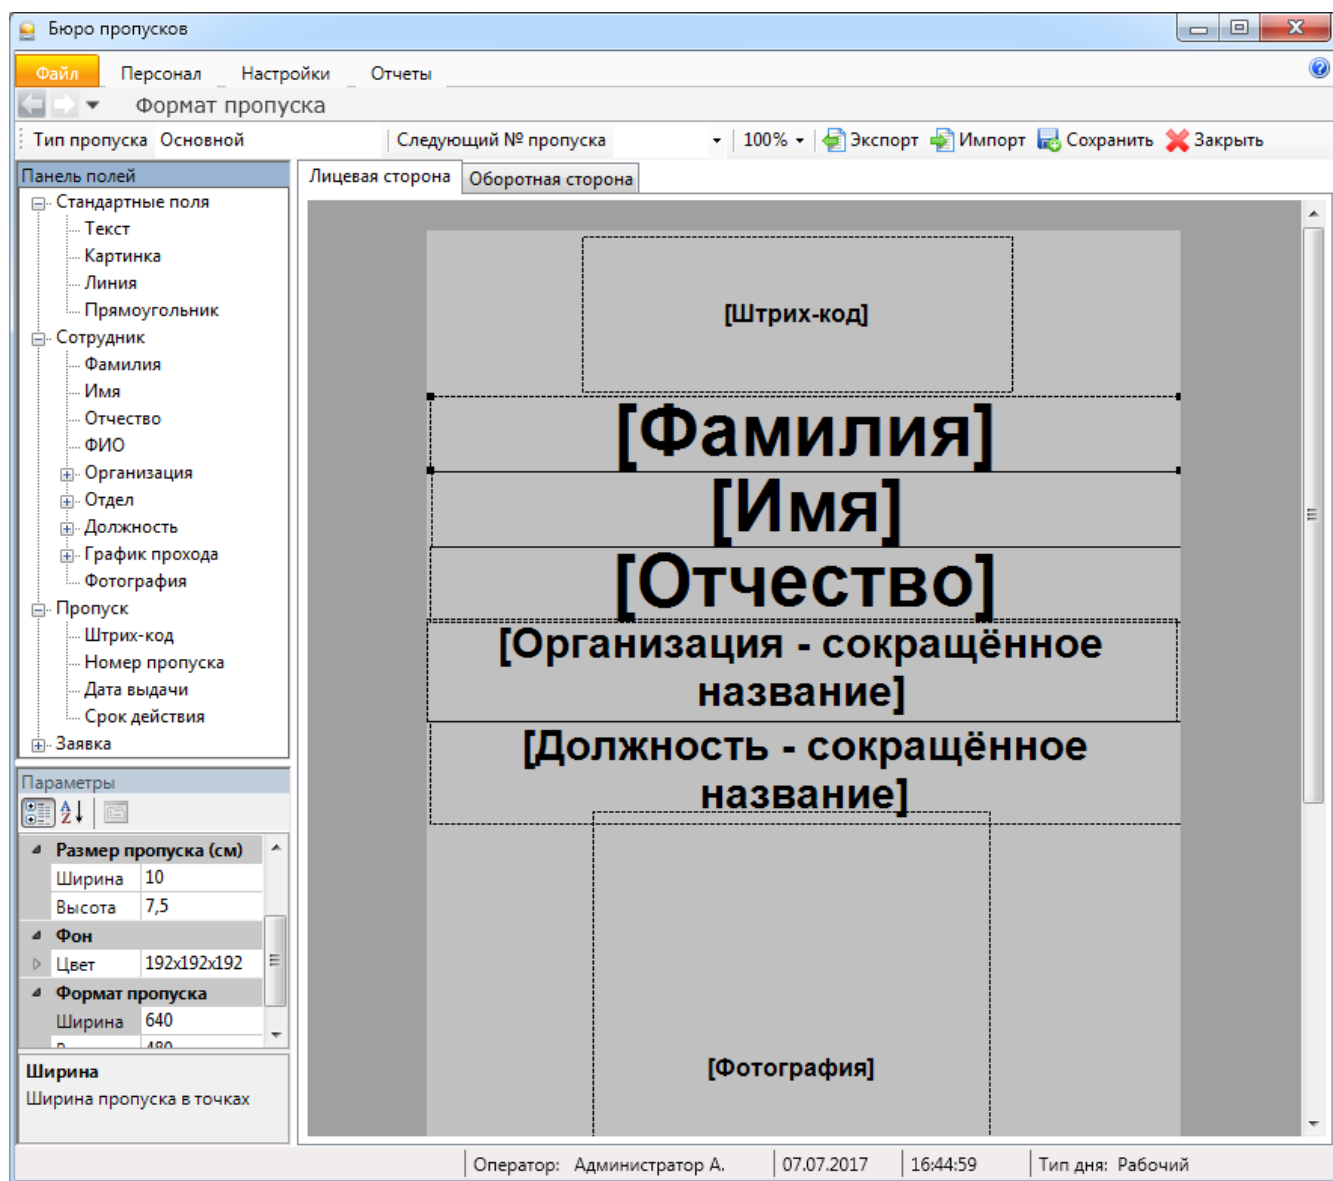 Бюро пропусков
Файл Персонал Настройки Отчеты
Формат пропуска
Тип пропуска Основной Следующий № пропуска 100% Экспорт Импорт Сохранить Закрыть
Панель полей
Стандартные поля
Текст
Картинка
Линия
Прямоугольник
Сотрудник
Фамилия
Имя
Отчество
ФИО
Организация
Отдел
Должность
График прохода
Фотография
Пропуск
Штрих-код
Номер пропуска
Дата выдачи
Срок действия
Заявка
Параметры
Размер пропуска (см)
Ширина 10
Высота 7,5
Фон
Цвет 192x192x192
Формат пропуска
Ширина 640
480
Ширина
Ширина пропуска в точках
Лицевая сторона Оборотная сторона
[Штрих-код]
[Фамилия]
[Имя]
[Отчество]
[Организация - сокращённое
название]
[Должность - сокращённое
название]
[Фотография]
Оператор: Администратор А. 07.07.2017 16:44:59 Тип дня: Рабочий